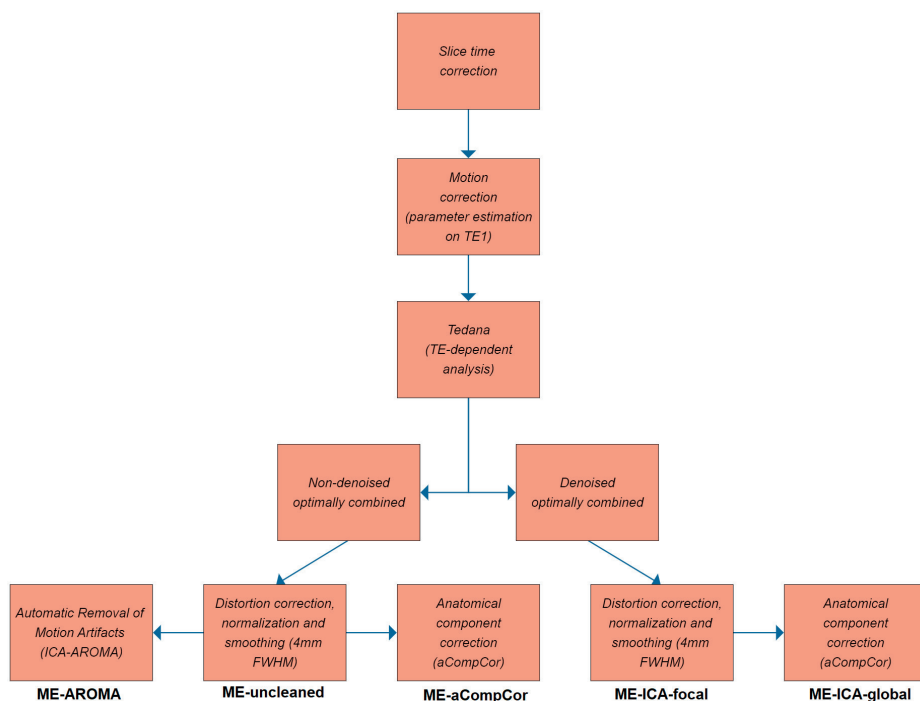 Slice time
correction
Motion
correction
(parameter estimation
on TE1)
Tedana
(TE-dependent
analysis)
Non-denoised
optimally combined
Denoised
optimally combined
Automatic Removal of
Motion Artifacts
(ICA-AROMA)
ME-AROMA
Distortion correction,
normalization and
smoothing (4mm
FWHM)
ME-uncleaned
Anatomical
component
correction
(aCompCor)
ME-aCompCor
Distortion correction,
normalization and
smoothing (4mm
FWHM)
ME-ICA-focal
Anatomical
component
correction
(aCompCor)
ME-ICA-global